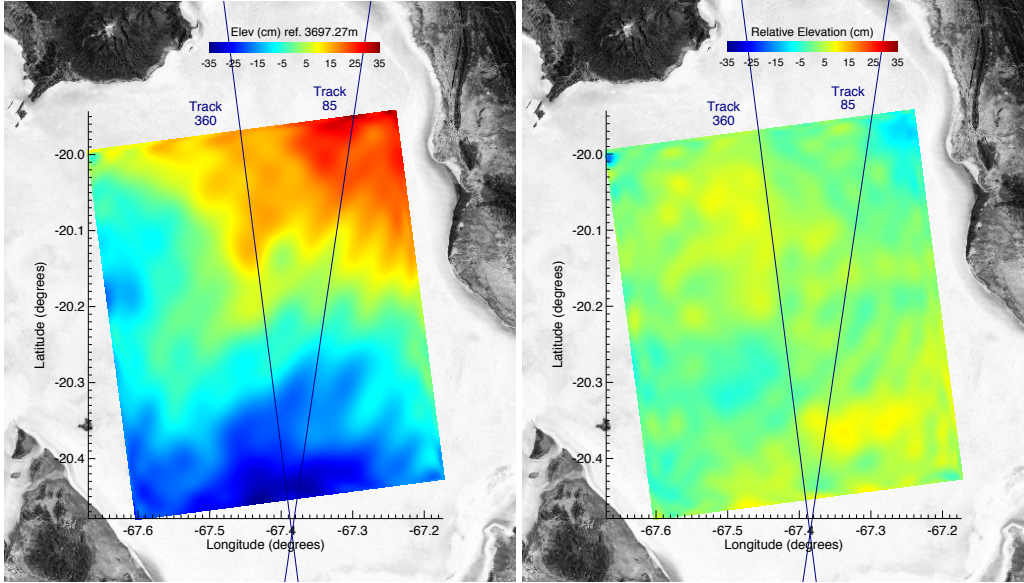 Elev (cm) ref. 3697.27m
-35 -25 -15 -5 5 15 25 35
Track
360
Track
85
-20.0
-20.1
-20.2
-20.3
-20.4
Latitude (degrees)
-67.6 -67.5 -67.4 -67.3 -67.2
Longitude (degrees)
Relative Elevation (cm)
-35 -25 -15 -5 5 15 25 35
Track
360
Track
85
-20.0
-20.1
-20.2
-20.3
-20.4
Latitude (degrees)
-67.6 -67.5 -67.4 -67.3 -67.2
Longitude (degrees)